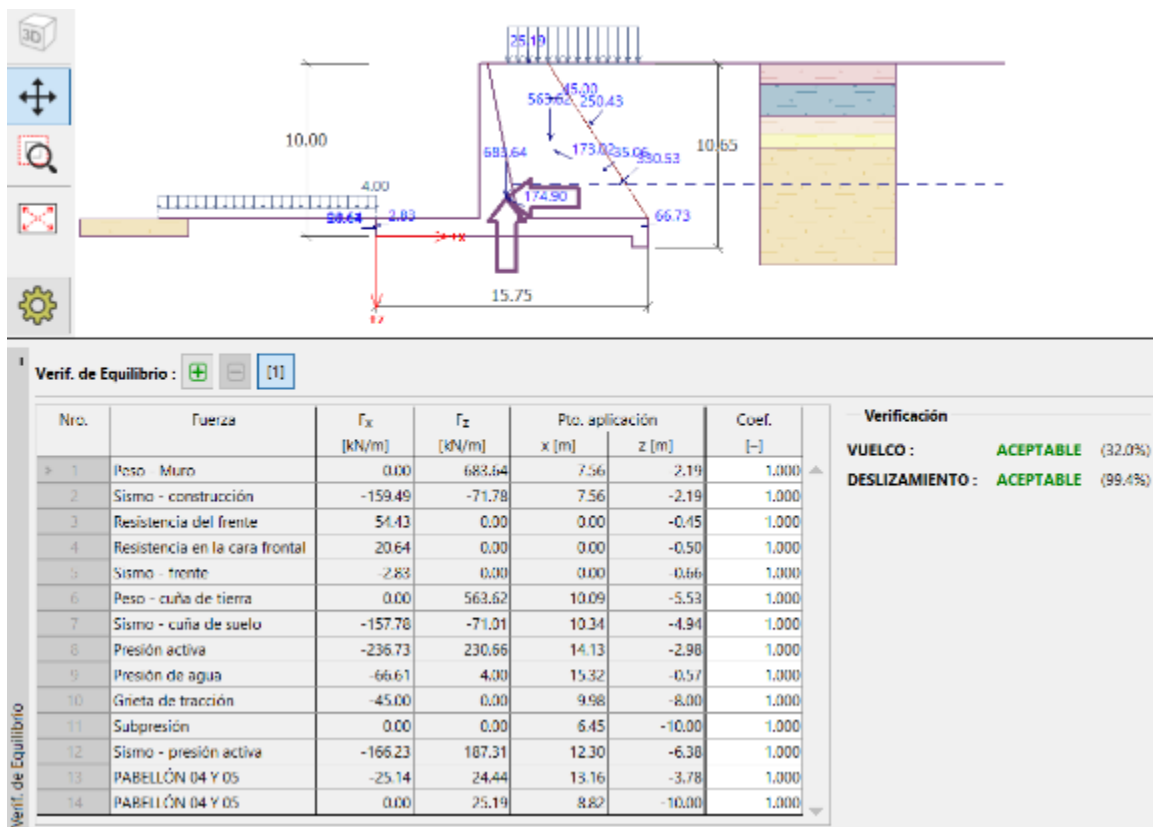 3D
25.19
45.00
563.62
250.43
10.00
683.64
173.02
35.06
330.53
10.65
4.00
174.90
2.83
66.73
+x
15.75
+z
Verif. de Equilibrio : [1]
Nro. Fuerza Fx Fz Pto. aplicación Coef.
[kN/m] [kN/m] x [m] z [m] [–]
> 1 Peso - Muro 0.00 683.64 7.56 -2.19 1.000
2 Sismo - construcción -159.49 -71.78 7.56 -2.19 1.000
3 Resistencia del frente 54.43 0.00 0.00 -0.45 1.000
4 Resistencia en la cara frontal 20.64 0.00 0.00 -0.50 1.000
5 Sismo - frente -2.83 0.00 0.00 -0.66 1.000
6 Peso - cuña de tierra 0.00 563.62 10.09 -5.53 1.000
7 Sismo - cuña de suelo -157.78 -71.01 10.34 -4.94 1.000
8 Presión activa -236.73 230.66 14.13 -2.98 1.000
9 Presión de agua -66.61 4.00 15.32 -0.57 1.000
10 Grieta de tracción -45.00 0.00 9.98 -8.00 1.000
11 Subpresión 0.00 0.00 6.45 -10.00 1.000
12 Sismo - presión activa -166.23 187.31 12.30 -6.38 1.000
13 PABELLÓN 04 Y 05 -25.14 24.44 13.16 -3.78 1.000
14 PABELLÓN 04 Y 05 0.00 25.19 8.82 -10.00 1.000
Verificación
VUELCO : ACEPTABLE (32.0%)
DESLIZAMIENTO : ACEPTABLE (99.4%)
Verif. de Equilibrio